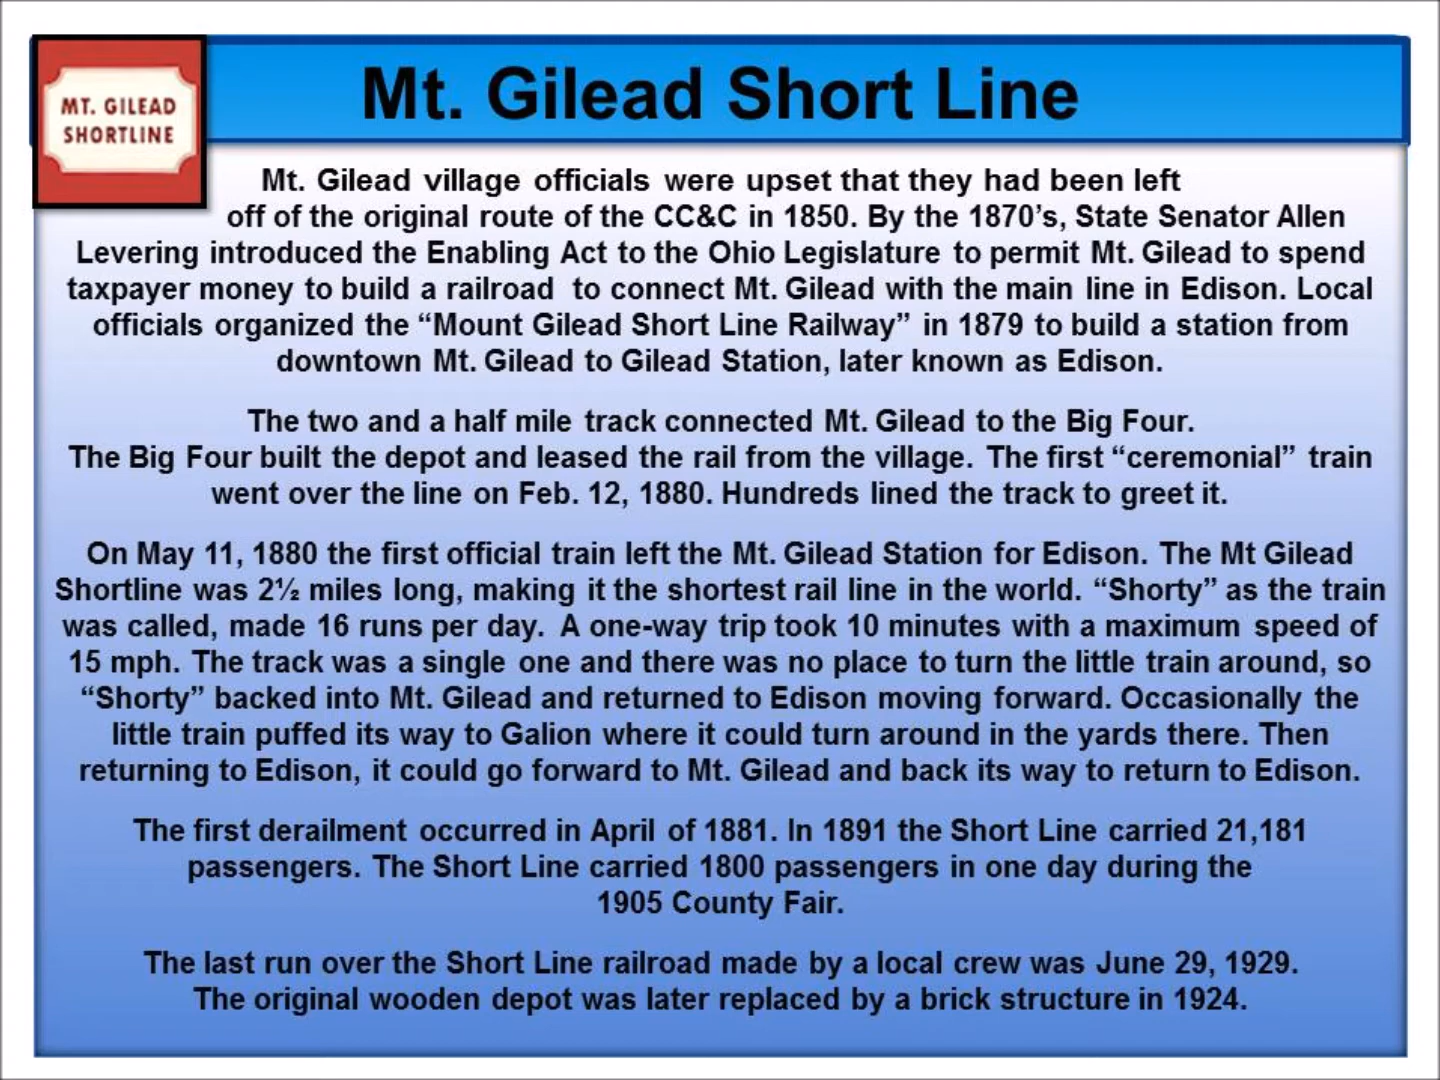 MT. GILEAD
SHORTLINE
Mt. Gilead Short Line
Mt. Gilead village officials were upset that they had been left
off of the original route of the CC&C in 1850. By the 1870’s, State Senator Allen
Levering introduced the Enabling Act to the Ohio Legislature to permit Mt. Gilead to spend
taxpayer money to build a railroad to connect Mt. Gilead with the main line in Edison. Local
officials organized the “Mount Gilead Short Line Railway” in 1879 to build a station from
downtown Mt. Gilead to Gilead Station, later known as Edison.
The two and a half mile track connected Mt. Gilead to the Big Four.
The Big Four built the depot and leased the rail from the village. The first “ceremonial” train
went over the line on Feb. 12, 1880. Hundreds lined the track to greet it.
On May 11, 1880 the first official train left the Mt. Gilead Station for Edison. The Mt Gilead
Shortline was 2½ miles long, making it the shortest rail line in the world. “Shorty” as the train
was called, made 16 runs per day. A one-way trip took 10 minutes with a maximum speed of
15 mph. The track was a single one and there was no place to turn the little train around, so
“Shorty” backed into Mt. Gilead and returned to Edison moving forward. Occasionally the
little train puffed its way to Galion where it could turn around in the yards there. Then
returning to Edison, it could go forward to Mt. Gilead and back its way to return to Edison.
The first derailment occurred in April of 1881. In 1891 the Short Line carried 21,181
passengers. The Short Line carried 1800 passengers in one day during the
1905 County Fair.
The last run over the Short Line railroad made by a local crew was June 29, 1929.
The original wooden depot was later replaced by a brick structure in 1924.